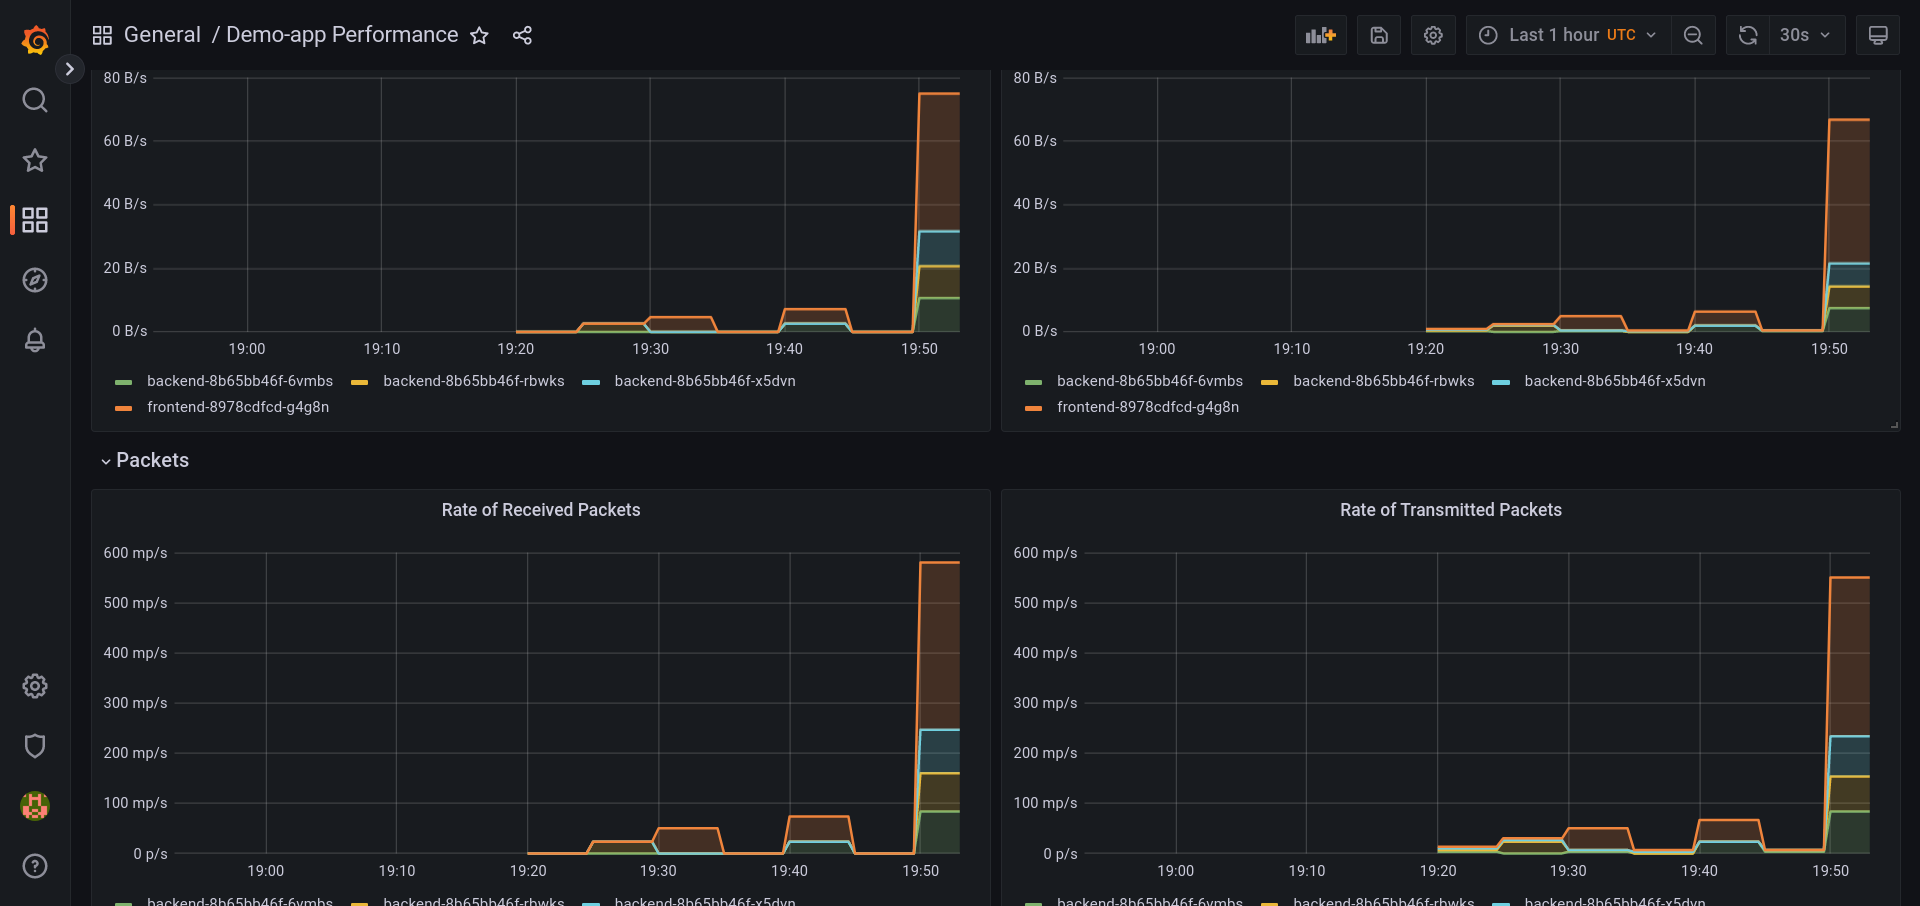 General / Demo-app Performance
Last 1 hour UTC
30s
80 B/s
60 B/s
40 B/s
20 B/s
0 B/s
19:00 19:10 19:20 19:30 19:40 19:50
backend-8b65bb46f-6vmbs backend-8b65bb46f-rbwks backend-8b65bb46f-x5dvn
frontend-8978cdfcd-g4g8n
80 B/s
60 B/s
40 B/s
20 B/s
0 B/s
19:00 19:10 19:20 19:30 19:40 19:50
backend-8b65bb46f-6vmbs backend-8b65bb46f-rbwks backend-8b65bb46f-x5dvn
frontend-8978cdfcd-g4g8n
Packets
Rate of Received Packets
600 mp/s
500 mp/s
400 mp/s
300 mp/s
200 mp/s
100 mp/s
0 p/s
19:00 19:10 19:20 19:30 19:40 19:50
backend-8b65bb46f-6vmbs backend-8b65bb46f-rbwks backend-8b65bb46f-x5dvn
Rate of Transmitted Packets
600 mp/s
500 mp/s
400 mp/s
300 mp/s
200 mp/s
100 mp/s
0 p/s
19:00 19:10 19:20 19:30 19:40 19:50
backend-8b65bb46f-6vmbs backend-8b65bb46f-rbwks backend-8b65bb46f-x5dvn